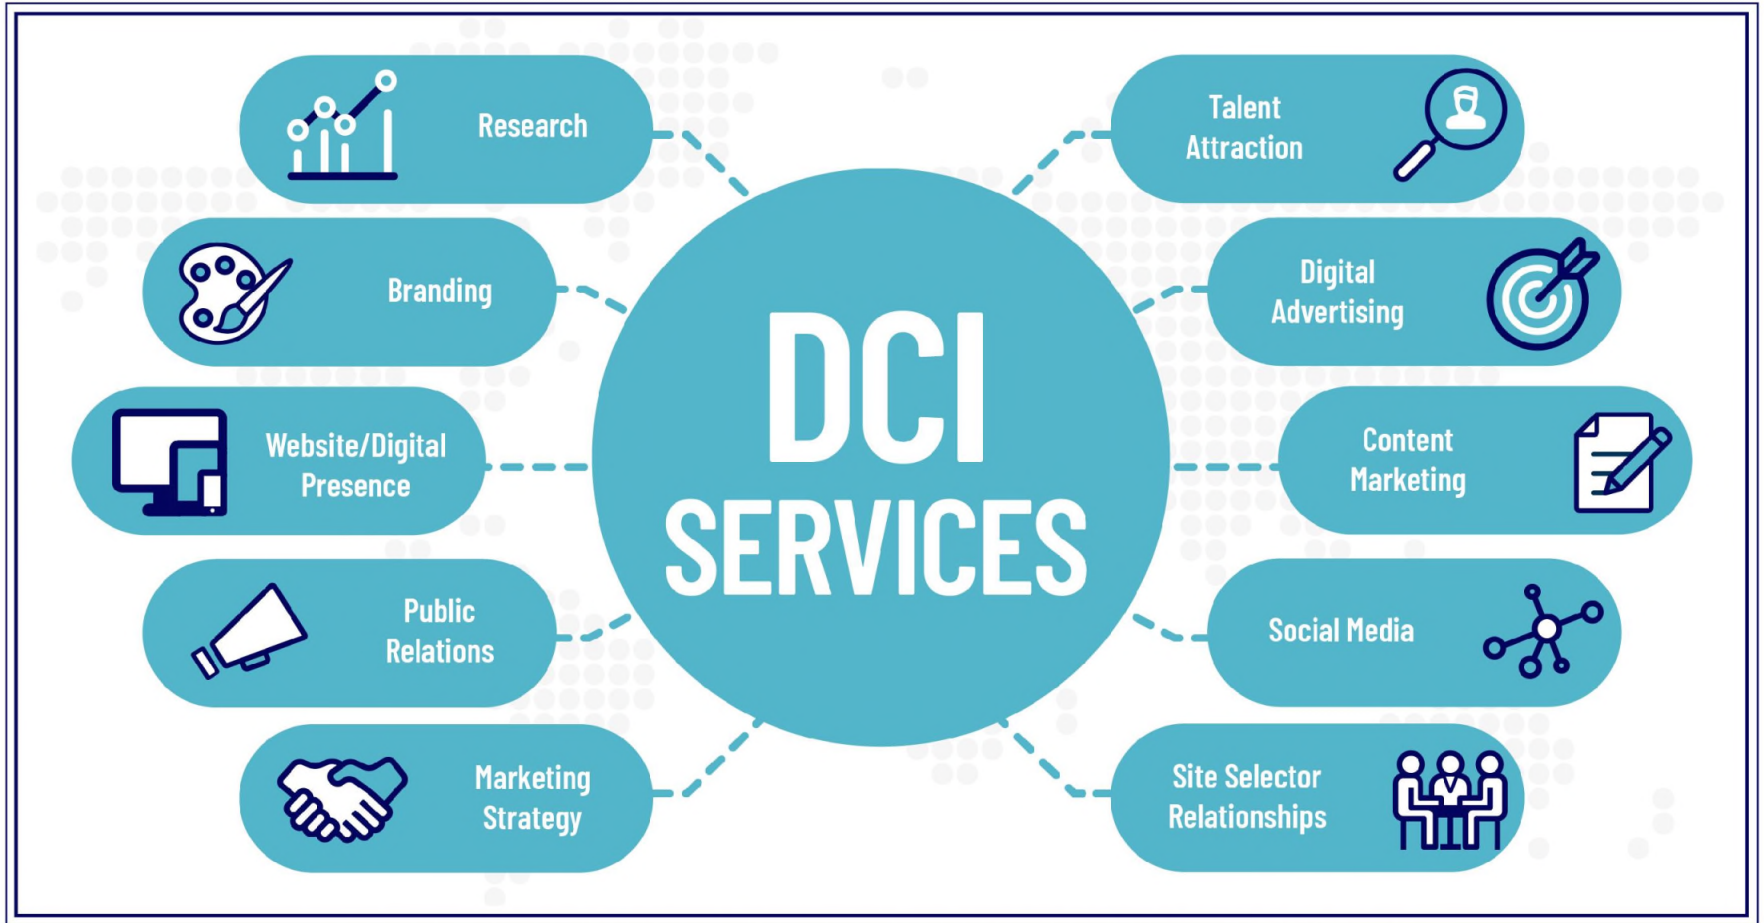 Research
Branding
Website/Digital
Presence
Public
Relations
Marketing
Strategy
DCI
SERVICES
Talent
Attraction
Digital
Advertising
Content
Marketing
Social Media
Site Selector
Relationships